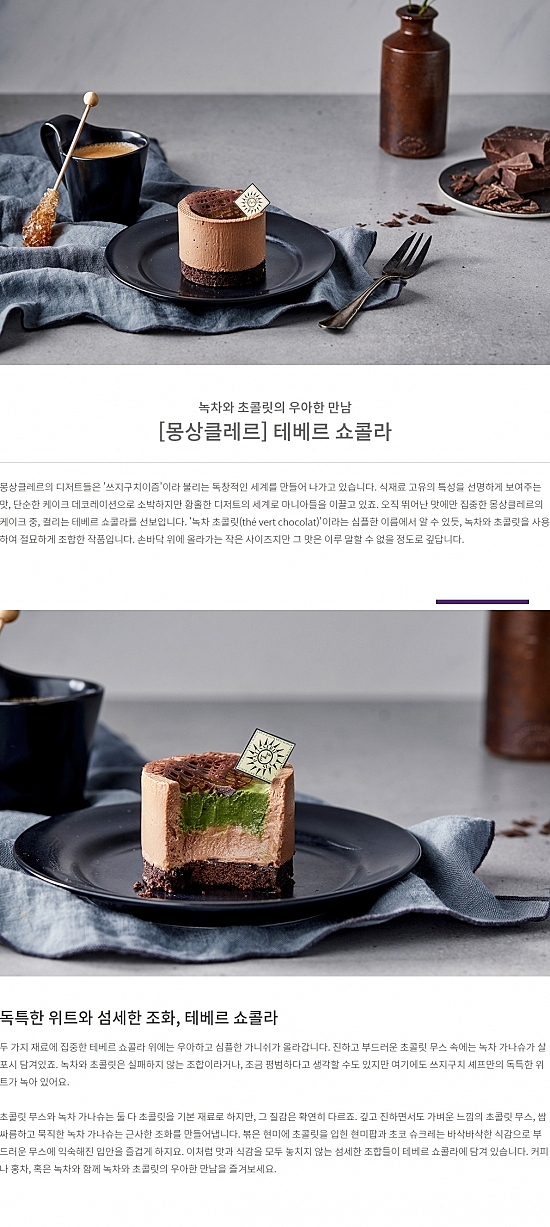 녹차와 초콜릿의 우아한 만남
[몽상클레르] 테베르 쇼콜라
몽상클레르의 디저트들은 '쓰지구치이즘'이라 불리는 독창적인 세계를 만들어 나가고 있습니다. 식재료 고유의 특성을 선명하게 보여주는
맛, 단순한 케이크 데코레이션으로 소박하지만 황홀한 디저트의 세계로 마니아들을 이끌고 있죠. 오직 뛰어난 맛에만 집중한 몽상클레르의
케이크 중, 컬리는 테베르 쇼콜라를 선보입니다. '녹차 초콜릿(thé vert chocolat)'이라는 심플한 이름에서 알 수 있듯, 녹차와 초콜릿을 사용
하여 절묘하게 조합한 작품입니다. 손바닥 위에 올라가는 작은 사이즈지만 그 맛은 이루 말할 수 없을 정도로 깊답니다.
독특한 위트와 섬세한 조화, 테베르 쇼콜라
두 가지 재료에 집중한 테베르 쇼콜라 위에는 우아하고 심플한 가니쉬가 올라갑니다. 진하고 부드러운 초콜릿 무스 속에는 녹차 가나슈가 살
포시 담겨있죠. 녹차와 초콜릿은 실패하지 않는 조합이라거나, 조금 평범하다고 생각할 수도 있지만 여기에도 쓰지구치 셰프만의 독특한 위
트가 녹아 있어요.
초콜릿 무스와 녹차 가나슈는 둘 다 초콜릿을 기본 재료로 하지만, 그 질감은 확연히 다르죠. 깊고 진하면서도 가벼운 느낌의 초콜릿 무스, 쌉
싸름하고 묵직한 녹차 가나슈는 근사한 조화를 만들어냅니다. 볶은 현미에 초콜릿을 입힌 현미팝과 초코 슈크레는 바삭바삭한 식감으로 부
드러운 무스에 익숙해진 입안을 즐겁게 하지요. 이처럼 맛과 식감을 모두 놓치지 않는 섬세한 조합들이 테베르 쇼콜라에 담겨 있습니다. 커피
나 홍차, 혹은 녹차와 함께 녹차와 초콜릿의 우아한 만남을 즐겨보세요.